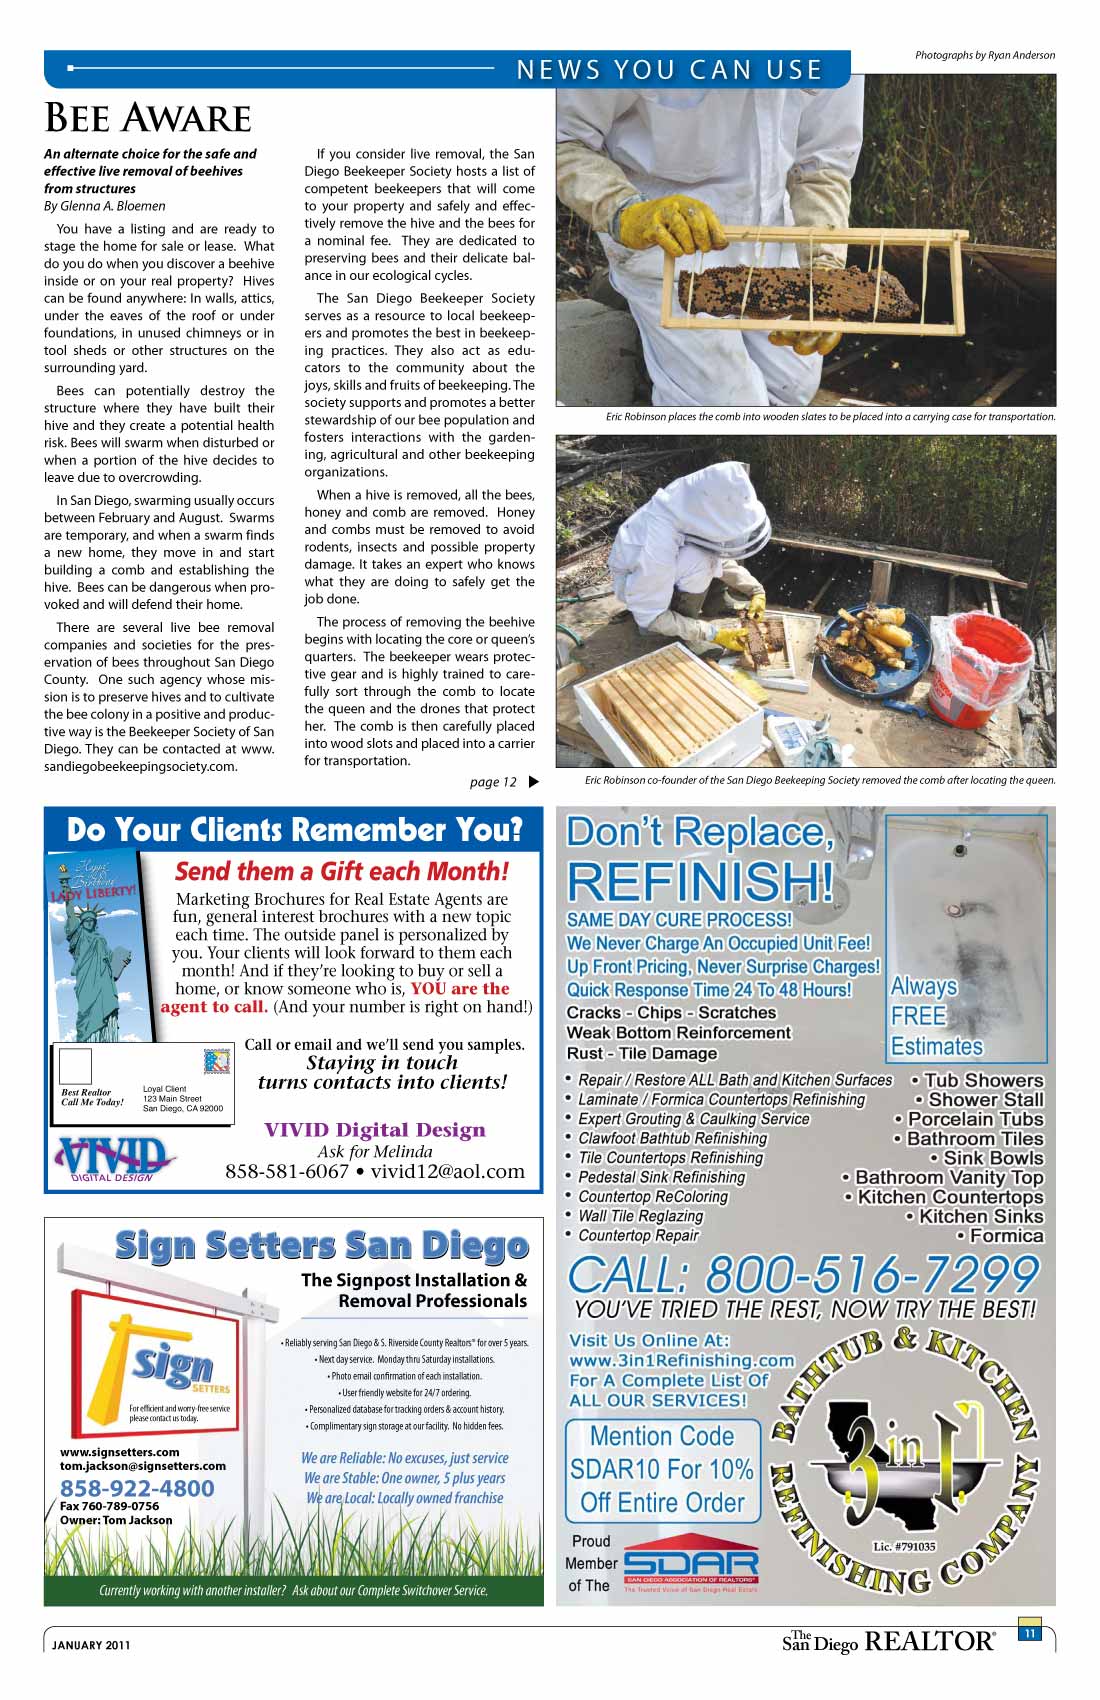 NEWS YOU CAN USE
Photographs by Ryan Anderson
BEE AWARE
An alternate choice for the safe and
effective live removal of beehives
from structures
By Glenna A. Bloemen
You have a listing and are ready to
stage the home for sale or lease. What
do you do when you discover a beehive
inside or on your real property? Hives
can be found anywhere: In walls, attics,
under the eaves of the roof or under
foundations, in unused chimneys or in
tool sheds or other structures on the
surrounding yard.
Bees can potentially destroy the
structure where they have built their
hive and they create a potential health
risk. Bees will swarm when disturbed or
when a portion of the hive decides to
leave due to overcrowding.
In San Diego, swarming usually occurs
between February and August. Swarms
are temporary, and when a swarm finds
a new home, they move in and start
building a comb and establishing the
hive. Bees can be dangerous when pro-
voked and will defend their home.
There are several live bee removal
companies and societies for the pres-
ervation of bees throughout San Diego
County. One such agency whose mis-
sion is to preserve hives and to cultivate
the bee colony in a positive and produc-
tive way is the Beekeeper Society of San
Diego. They can be contacted at www.
sandiegobeekeepingsociety.com.
If you consider live removal, the San
Diego Beekeeper Society hosts a list of
competent beekeepers that will come
to your property and safely and effec-
tively remove the hive and the bees for
a nominal fee. They are dedicated to
preserving bees and their delicate bal-
ance in our ecological cycles.
The San Diego Beekeeper Society
serves as a resource to local beekeep-
ers and promotes the best in beekeep-
ing practices. They also act as edu-
cators to the community about the
joys, skills and fruits of beekeeping. The
society supports and promotes a better
stewardship of our bee population and
fosters interactions with the garden-
ing, agricultural and other beekeeping
organizations.
When a hive is removed, all the bees,
honey and comb are removed. Honey
and combs must be removed to avoid
rodents, insects and possible property
damage. It takes an expert who knows
what they are doing to safely get the
job done.
The process of removing the beehive
begins with locating the core or queen's
quarters. The beekeeper wears protec-
tive gear and is highly trained to care-
fully sort through the comb to locate
the queen and the drones that protect
her. The comb is then carefully placed
into wood slots and placed into a carrier
for transportation.
page 12
Eric Robinson places the comb into wooden slates to be placed into a carrying case for transportation.
Eric Robinson co-founder of the San Diego Beekeeping Society removed the comb after locating the queen.
Do Your Clients Remember You?
Happy
Birthday
LADY LIBERTY!
Send them a Gift each Month!
Marketing Brochures for Real Estate Agents are
fun, general interest brochures with a new topic
each time. The outside panel is personalized by
you. Your clients will look forward to them each
month! And if they're looking to buy or sell a
home, or know someone who is, YOU are the
agent to call. (And your number is right on hand!)
Call or email and we'll send you samples.
Staying in touch
turns contacts into clients!
Best Realtor
Call Me Today!
Loyal Client
123 Main Street
San Diego, CA 92000
VIVID
DIGITAL DESIGN
VIVID Digital Design
Ask for Melinda
858-581-6067 • vivid12@aol.com
Sign Setters San Diego
The Signpost Installation &
Removal Professionals
• Reliably serving San Diego & S. Riverside County Realtors® for over 5 years.
• Next day service. Monday thru Saturday installations.
• Photo email confirmation of each installation.
• User friendly website for 24/7 ordering.
• Personalized database for tracking orders & account history.
• Complimentary sign storage at our facility. No hidden fees.
We are Reliable: No excuses, just service
We are Stable: One owner, 5 plus years
We are Local: Locally owned franchise
sign
SETTERS
For efficient and worry-free service
please contact us today.
www.signsetters.com
tom.jackson@signsetters.com
858-922-4800
Fax 760-789-0756
Owner: Tom Jackson
Currently working with another installer? Ask about our Complete Switchover Service.
Don't Replace,
REFINISH!
SAME DAY CURE PROCESS!
We Never Charge An Occupied Unit Fee!
Up Front Pricing, Never Surprise Charges!
Quick Response Time 24 To 48 Hours!
Cracks - Chips - Scratches
Weak Bottom Reinforcement
Rust - Tile Damage
Always
FREE
Estimates
• Repair / Restore ALL Bath and Kitchen Surfaces
• Laminate / Formica Countertops Refinishing
• Expert Grouting & Caulking Service
• Clawfoot Bathtub Refinishing
• Tile Countertops Refinishing
• Pedestal Sink Refinishing
• Countertop ReColoring
• Wall Tile Reglazing
• Countertop Repair
• Tub Showers
• Shower Stall
• Porcelain Tubs
• Bathroom Tiles
• Sink Bowls
• Bathroom Vanity Top
• Kitchen Countertops
• Kitchen Sinks
• Formica
CALL: 800-516-7299
YOU'VE TRIED THE REST, NOW TRY THE BEST!
Visit Us Online At:
www.3in1Refinishing.com
For A Complete List Of
ALL OUR SERVICES!
Mention Code
SDAR10 For 10%
Off Entire Order
Proud
Member
of The
SDAR
SAN DIEGO ASSOCIATION OF REALTORS®
The Trusted Voice of San Diego Real Estate
BATHTUB & KITCHEN
3 in 1
Lic. #791035
REFINISHING COMPANY
JANUARY 2011
The San Diego REALTOR®
11